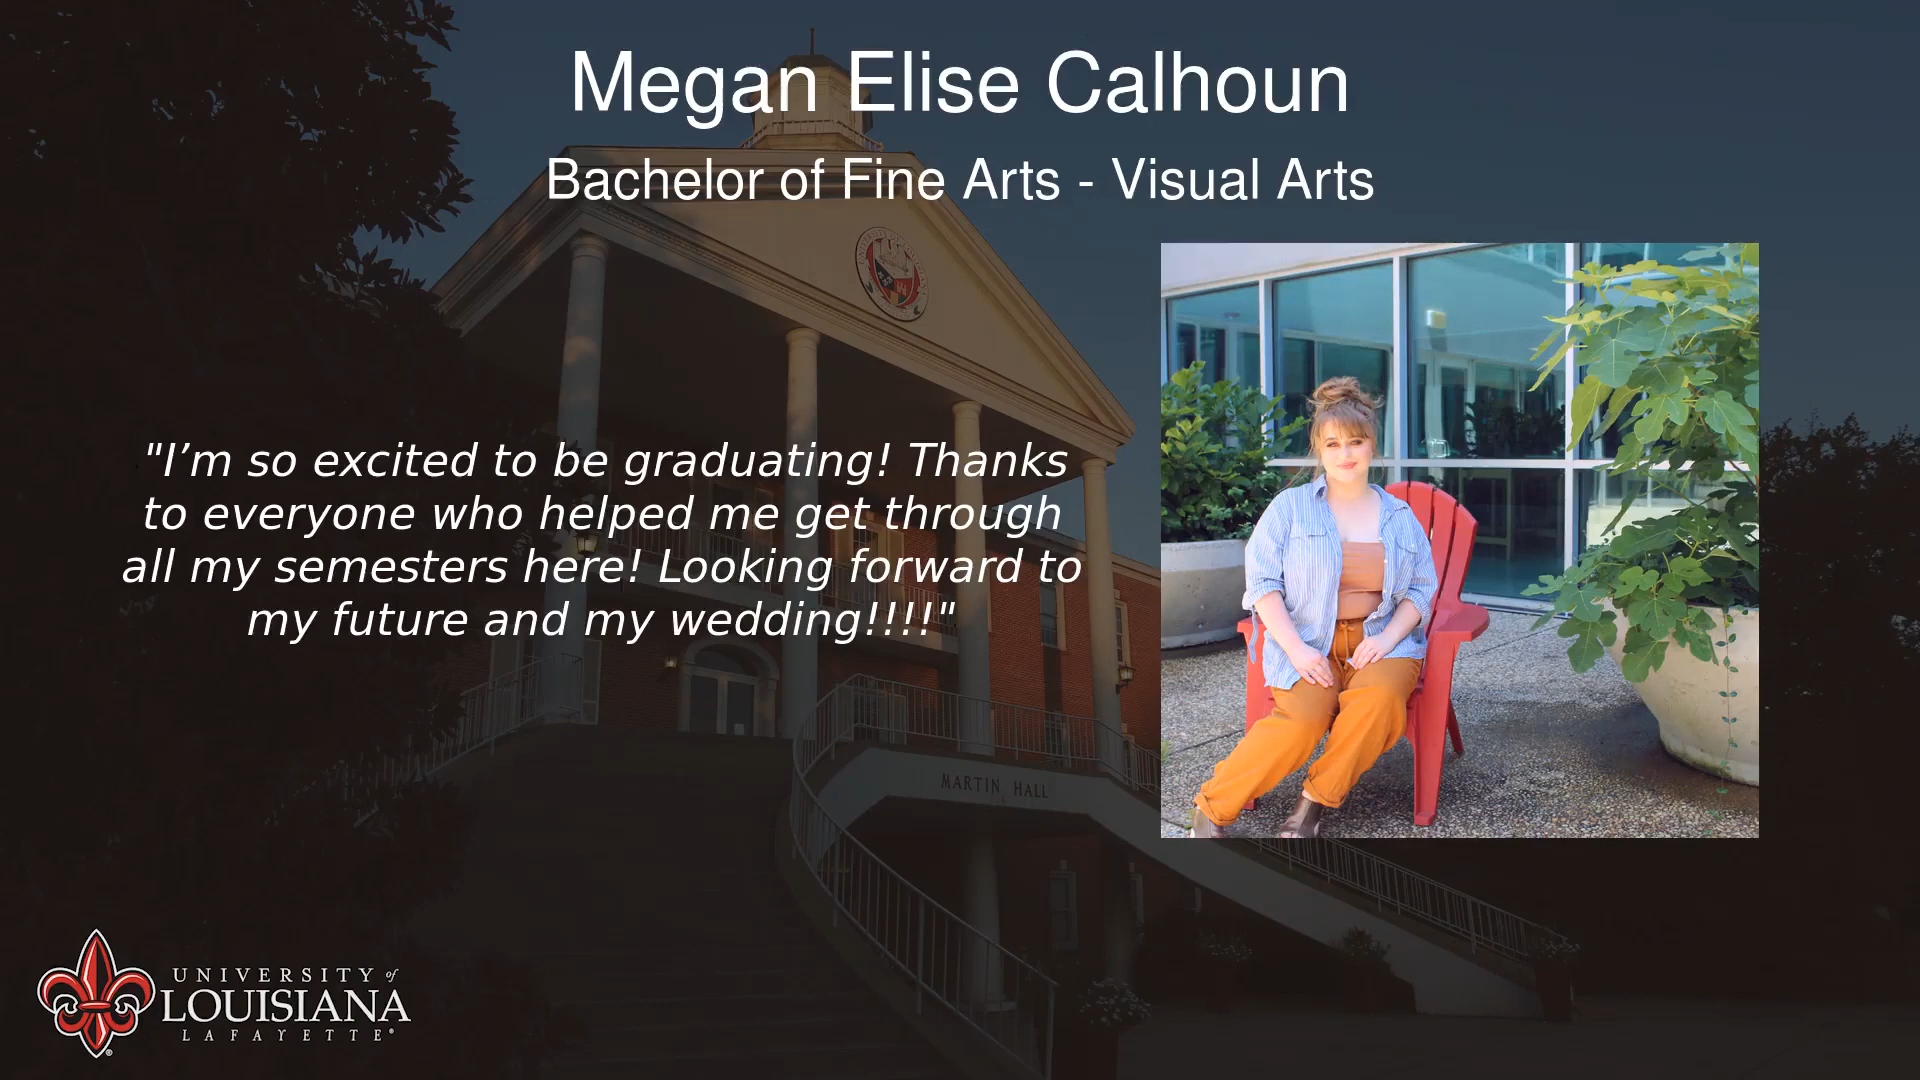 Megan Elise Calhoun
Bachelor of Fine Arts - Visual Arts
"I’m so excited to be graduating! Thanks
to everyone who helped me get through
all my semesters here! Looking forward to
my future and my wedding!!!!"
MARTIN HALL
UNIVERSITY of
LOUISIANA
LAFAYETTE®